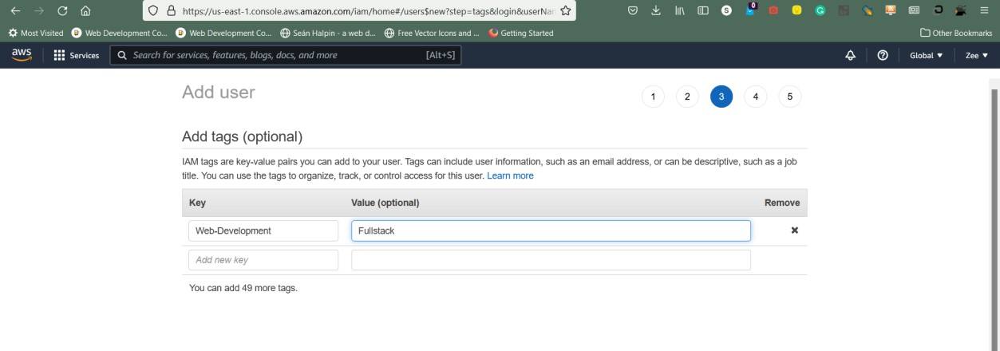 https://us-east-1.console.aws.amazon.com/iam/home#/users$new?step=tags&login&userNa
Most Visited Web Development Co... Web Development Co... Seán Halpin - a web d... Free Vector Icons and ... Getting Started Other Bookmarks
aws Services Search for services, features, blogs, docs, and more [Alt+S] Global Zee
Add user 1 2 3 4 5
Add tags (optional)
IAM tags are key-value pairs you can add to your user. Tags can include user information, such as an email address, or can be descriptive, such as a job
title. You can use the tags to organize, track, or control access for this user. Learn more
Key Value (optional) Remove
Web-Development Fullstack
Add new key
You can add 49 more tags.